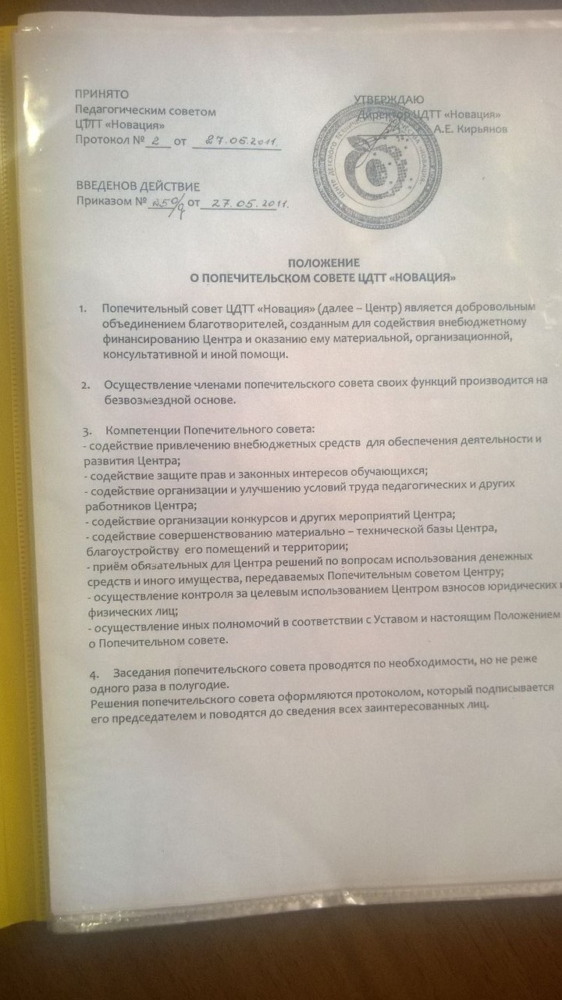 ПРИНЯТО
Педагогическим советом
ЦДТТ «Новация»
Протокол № 2 от 27.05.2011.
ВВЕДЕНОВ ДЕЙСТВИЕ
Приказом № от 27.05.2011.
УТВЕРЖДАЮ
Директор ЦДТТ «Новация»
А.Е. Кирьянов
ПОЛОЖЕНИЕ
О ПОПЕЧИТЕЛЬСКОМ СОВЕТЕ ЦДТТ «НОВАЦИЯ»
1. Попечительный совет ЦДТТ «Новация» (далее – Центр) является добровольным
объединением благотворителей, созданным для содействия внебюджетному
финансированию Центра и оказанию ему материальной, организационной,
консультативной и иной помощи.
2. Осуществление членами попечительского совета своих функций производится на
безвозмездной основе.
3. Компетенции Попечительного совета:
- содействие привлечению внебюджетных средств для обеспечения деятельности и
развития Центра;
- содействие защите прав и законных интересов обучающихся;
- содействие организации и улучшению условий труда педагогических и других
работников Центра;
- содействие организации конкурсов и других мероприятий Центра;
- содействие совершенствованию материально – технической базы Центра,
благоустройству его помещений и территории;
- приём обязательных для Центра решений по вопросам использования денежных
средств и иного имущества, передаваемых Попечительным советом Центру;
- осуществление контроля за целевым использованием Центром взносов юридических и
физических лиц;
- осуществление иных полномочий в соответствии с Уставом и настоящим Положением
о Попечительном совете.
4. Заседания попечительского совета проводятся по необходимости, но не реже
одного раза в полугодие.
Решения попечительского совета оформляются протоколом, который подписывается
его председателем и поводятся до сведения всех заинтересованных лиц.